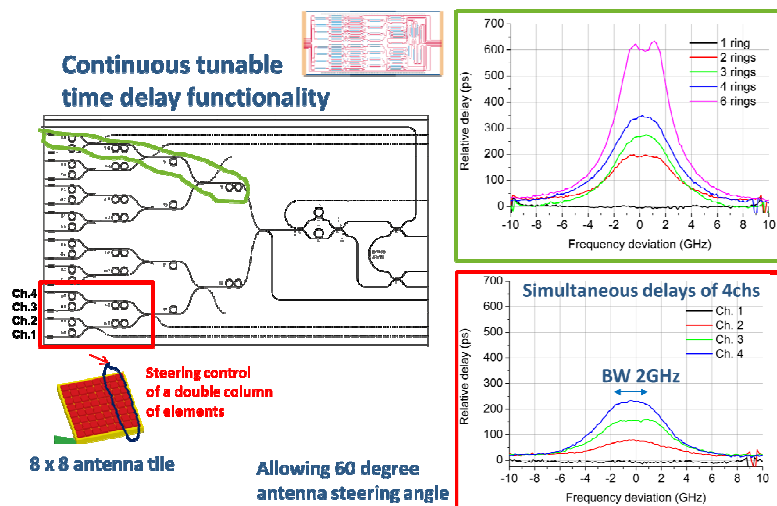 Continuous tunable
time delay functionality
Ch.4
Ch.3
Ch.2
Ch.1
Steering control
of a double column
of elements
8 x 8 antenna tile
Allowing 60 degree
antenna steering angle
700
600
500
400
300
200
100
0
Relative delay (ps)
1 ring
2 rings
3 rings
4 rings
6 rings
-10 -8 -6 -4 -2 0 2 4 6 8 10
Frequency deviation (GHz)
Simultaneous delays of 4chs
700
600
500
400
300
200
100
0
Relative delay (ps)
Ch. 1
Ch. 2
Ch. 3
Ch. 4
BW 2GHz
-10 -8 -6 -4 -2 0 2 4 6 8 10
Frequency deviation (GHz)